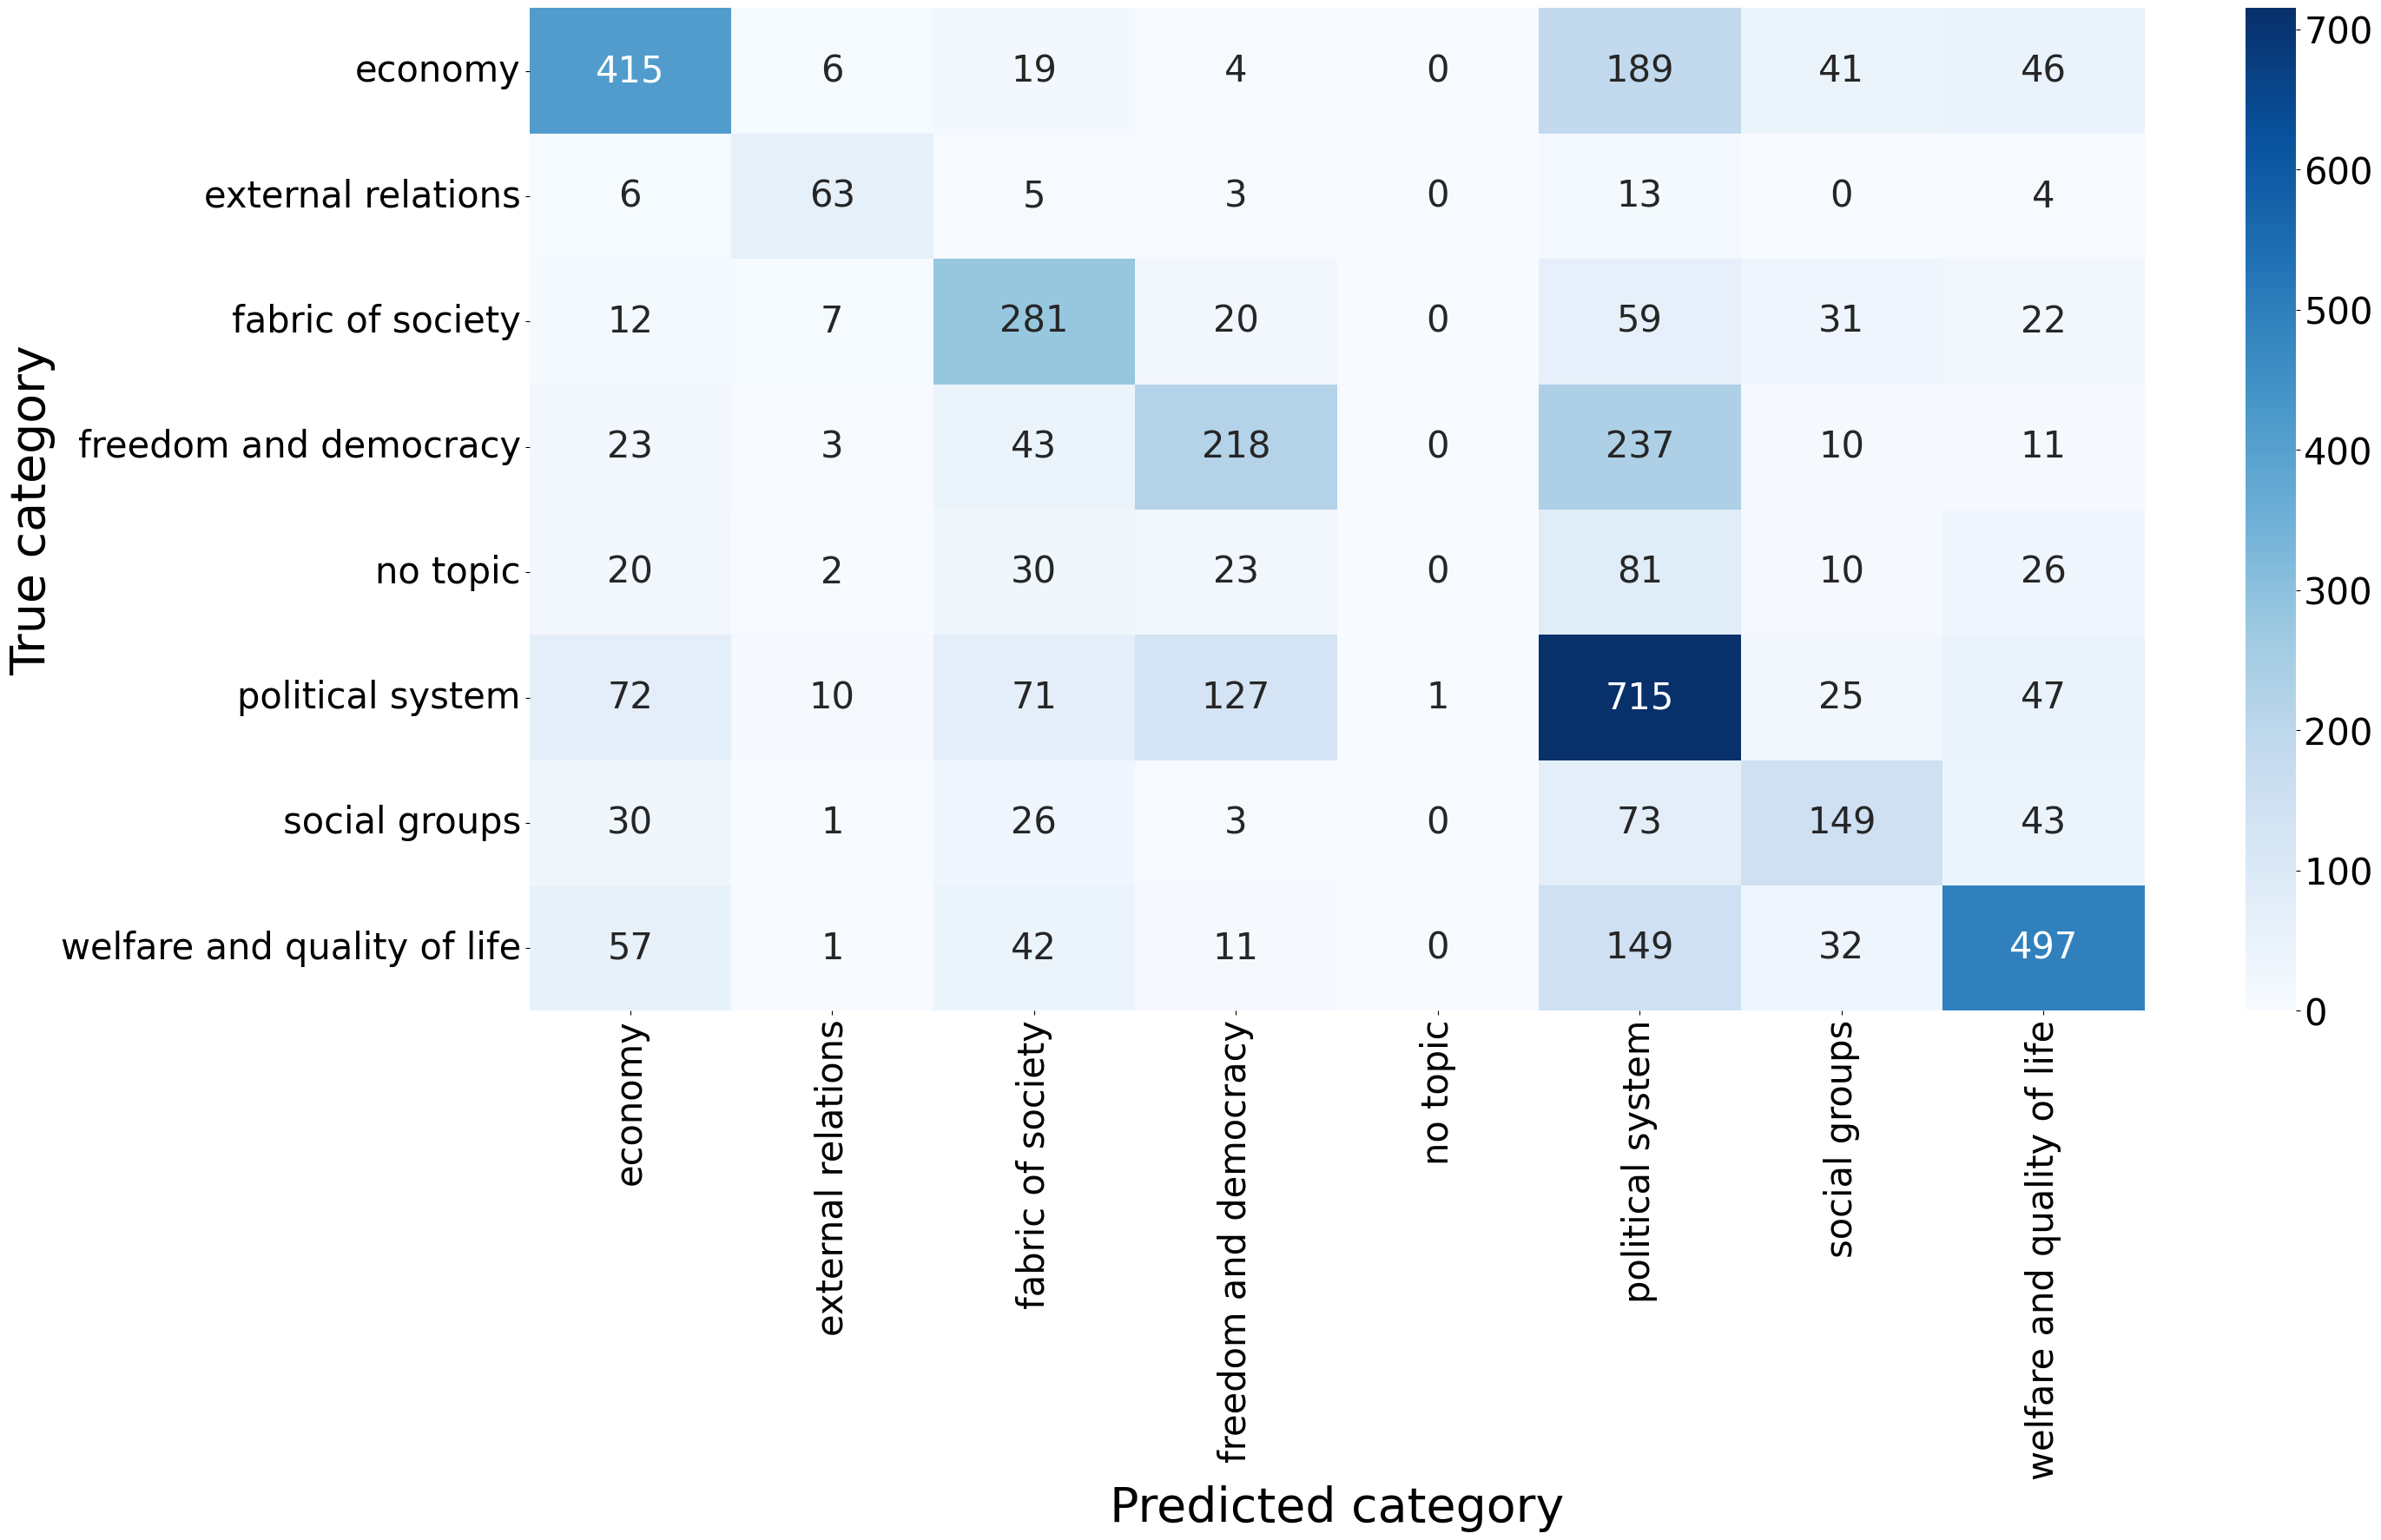 True category
economy 415 6 19 4 0 189 41 46
external relations 6 63 5 3 0 13 0 4
fabric of society 12 7 281 20 0 59 31 22
freedom and democracy 23 3 43 218 0 237 10 11
no topic 20 2 30 23 0 81 10 26
political system 72 10 71 127 1 715 25 47
social groups 30 1 26 3 0 73 149 43
welfare and quality of life 57 1 42 11 0 149 32 497
economy
external relations
fabric of society
freedom and democracy
no topic
political system
social groups
welfare and quality of life
Predicted category
700
600
500
400
300
200
100
0